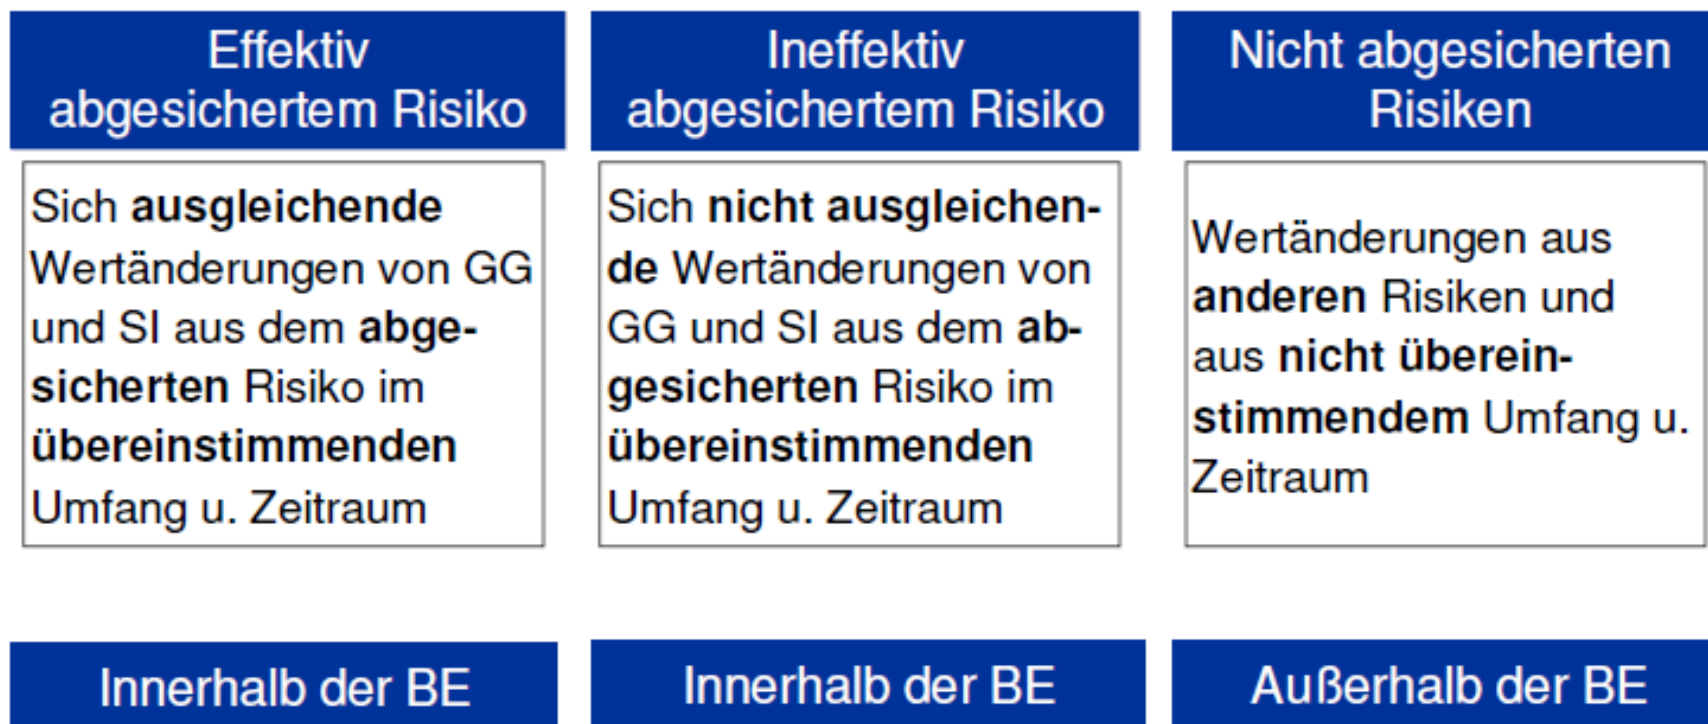 Effektiv
abgesichertem Risiko
Sich ausgleichende
Wertänderungen von GG
und SI aus dem abge-
sicherten Risiko im
übereinstimmenden
Umfang u. Zeitraum
Innerhalb der BE
Ineffektiv
abgesichertem Risiko
Sich nicht ausgleichen-
de Wertänderungen von
GG und SI aus dem ab-
gesicherten Risiko im
übereinstimmenden
Umfang u. Zeitraum
Innerhalb der BE
Nicht abgesicherten
Risiken
Wertänderungen aus
anderen Risiken und
aus nicht überein-
stimmendem Umfang u.
Zeitraum
Außerhalb der BE